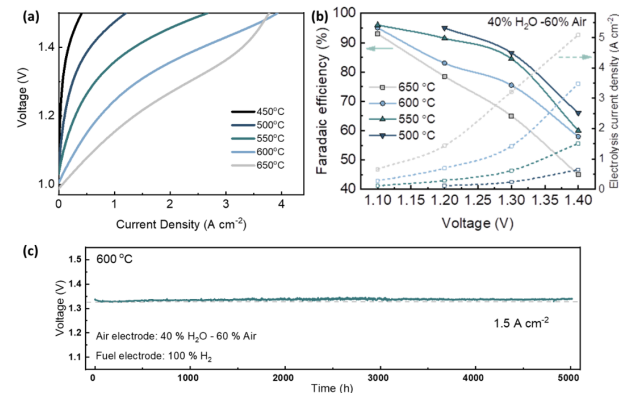 (a)
1.5
1.4
1.3
1.2
1.1
1.0
Voltage (V)
450°C
500°C
550°C
600°C
650°C
0 1 2 3 4
Current Density (A cm⁻²)
(b)
40% H₂O -60% Air
100
90
80
70
60
50
40
Faradaic efficiency (%)
650 °C
600 °C
550 °C
500 °C
5
4
3
2
1
0
Electrolysis current density (A cm⁻²)
1.10 1.20 1.30 1.40
Voltage (V)
(c)
600 °C
1.5
1.4
1.3
1.2
1.1
Voltage (V)
1.5 A cm⁻²
Air electrode: 40 % H₂O - 60 % Air
Fuel electrode: 100 % H₂
0 1000 2000 3000 4000 5000
Time (h)